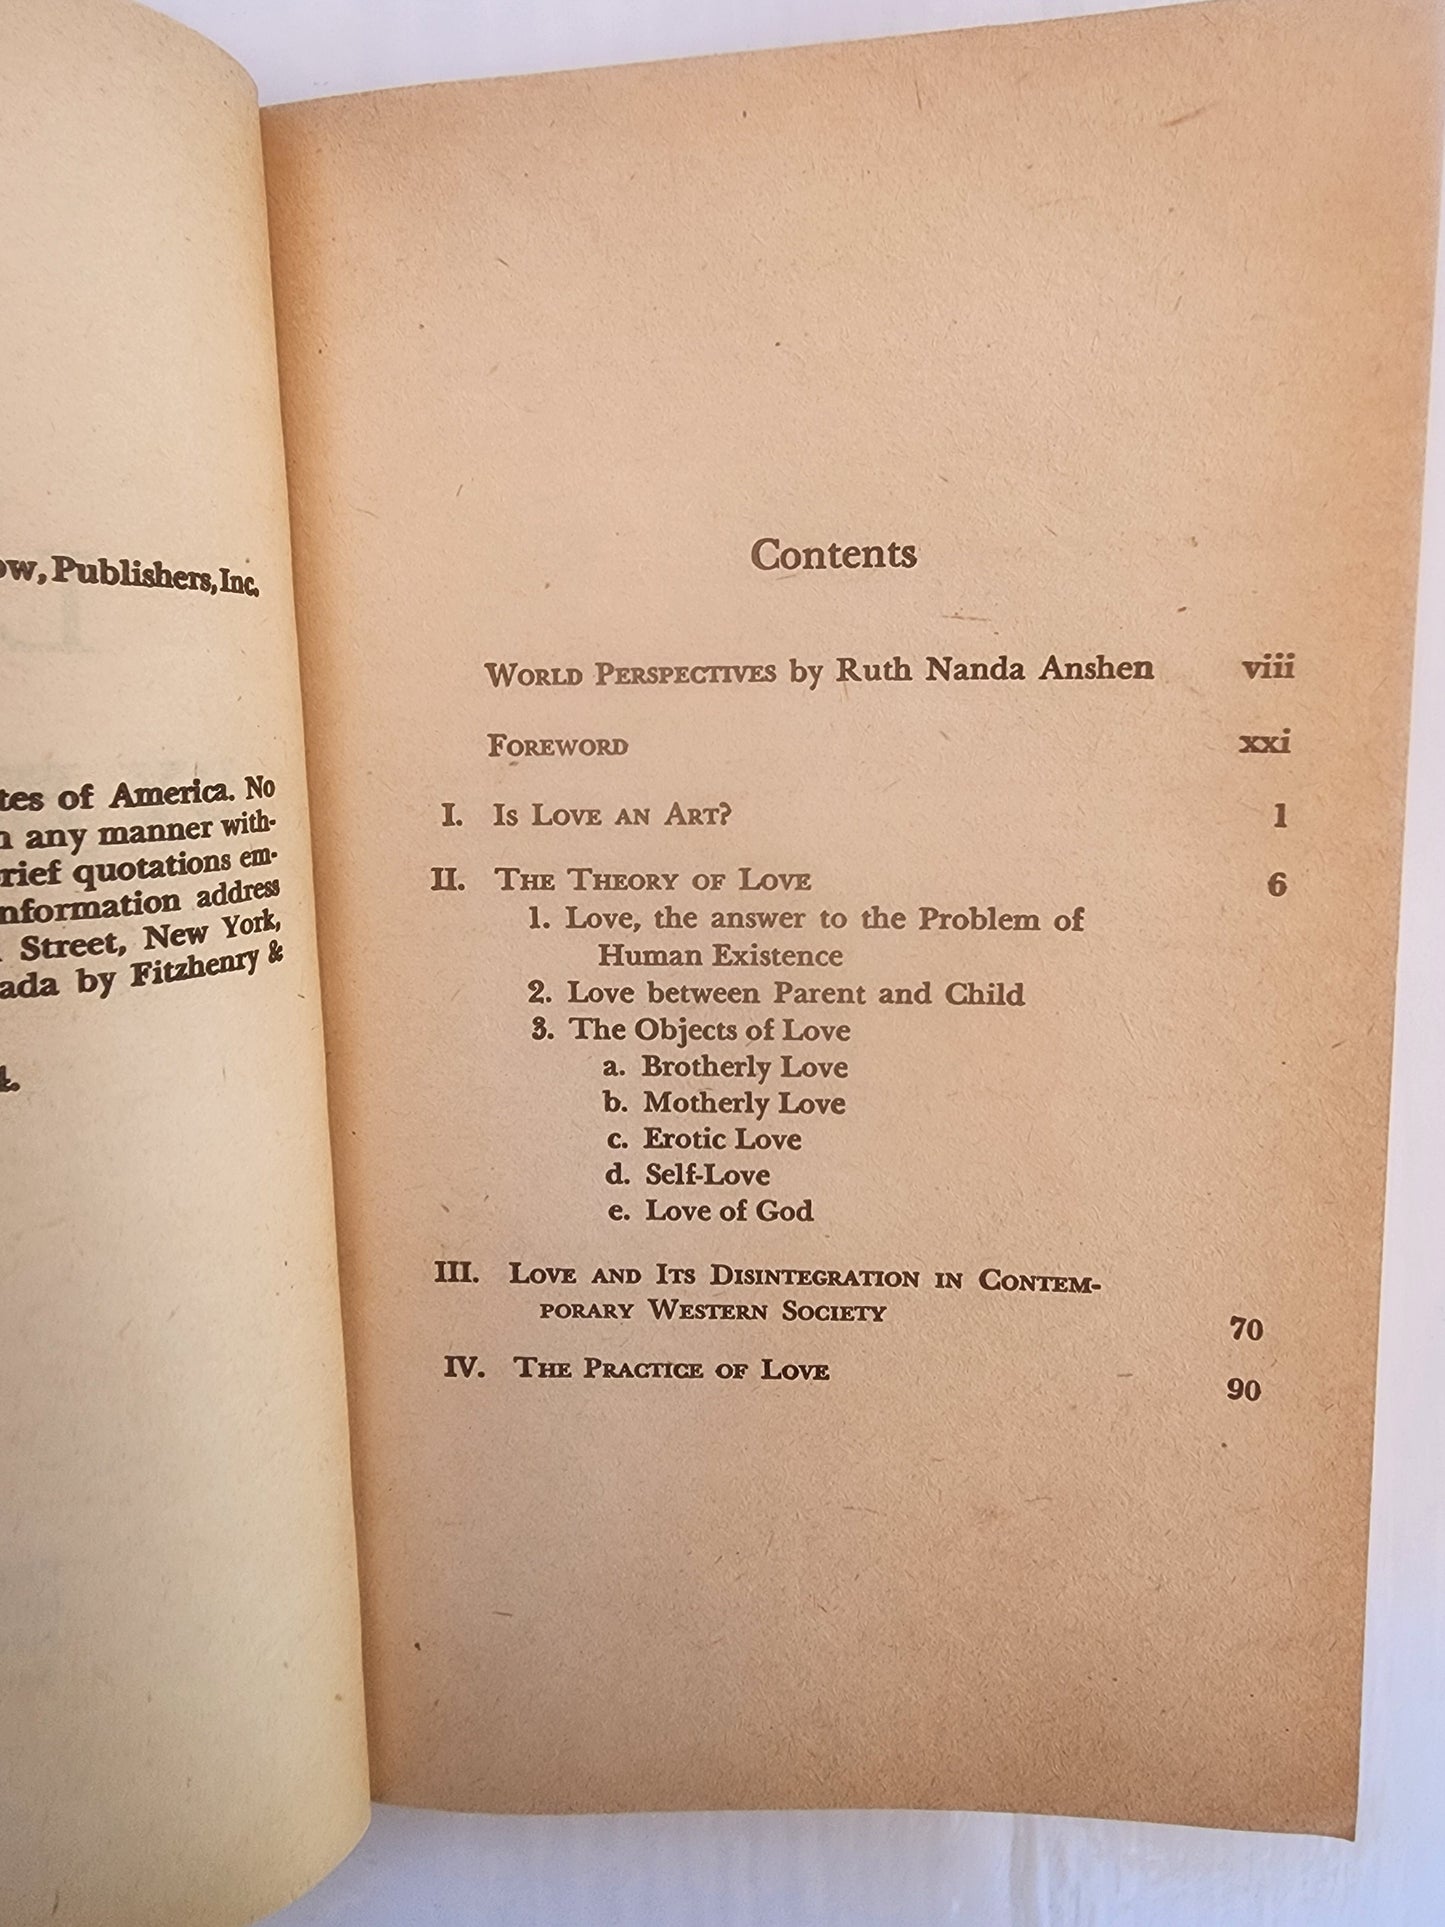 Publishers, Inc.
of America. No
any manner with-
quotations em-
address
Street, New York,
by Fitzhenry &
Contents
WORLD PERSPECTIVES by Ruth Nanda Anshen viii
FOREWORD xxi
I. IS LOVE AN ART? 1
II. THE THEORY OF LOVE 6
1. Love, the answer to the Problem of
Human Existence
2. Love between Parent and Child
3. The Objects of Love
a. Brotherly Love
b. Motherly Love
c. Erotic Love
d. Self-Love
e. Love of God
III. LOVE AND ITS DISINTEGRATION IN CONTEM-
PORARY WESTERN SOCIETY 70
IV. THE PRACTICE OF LOVE 90